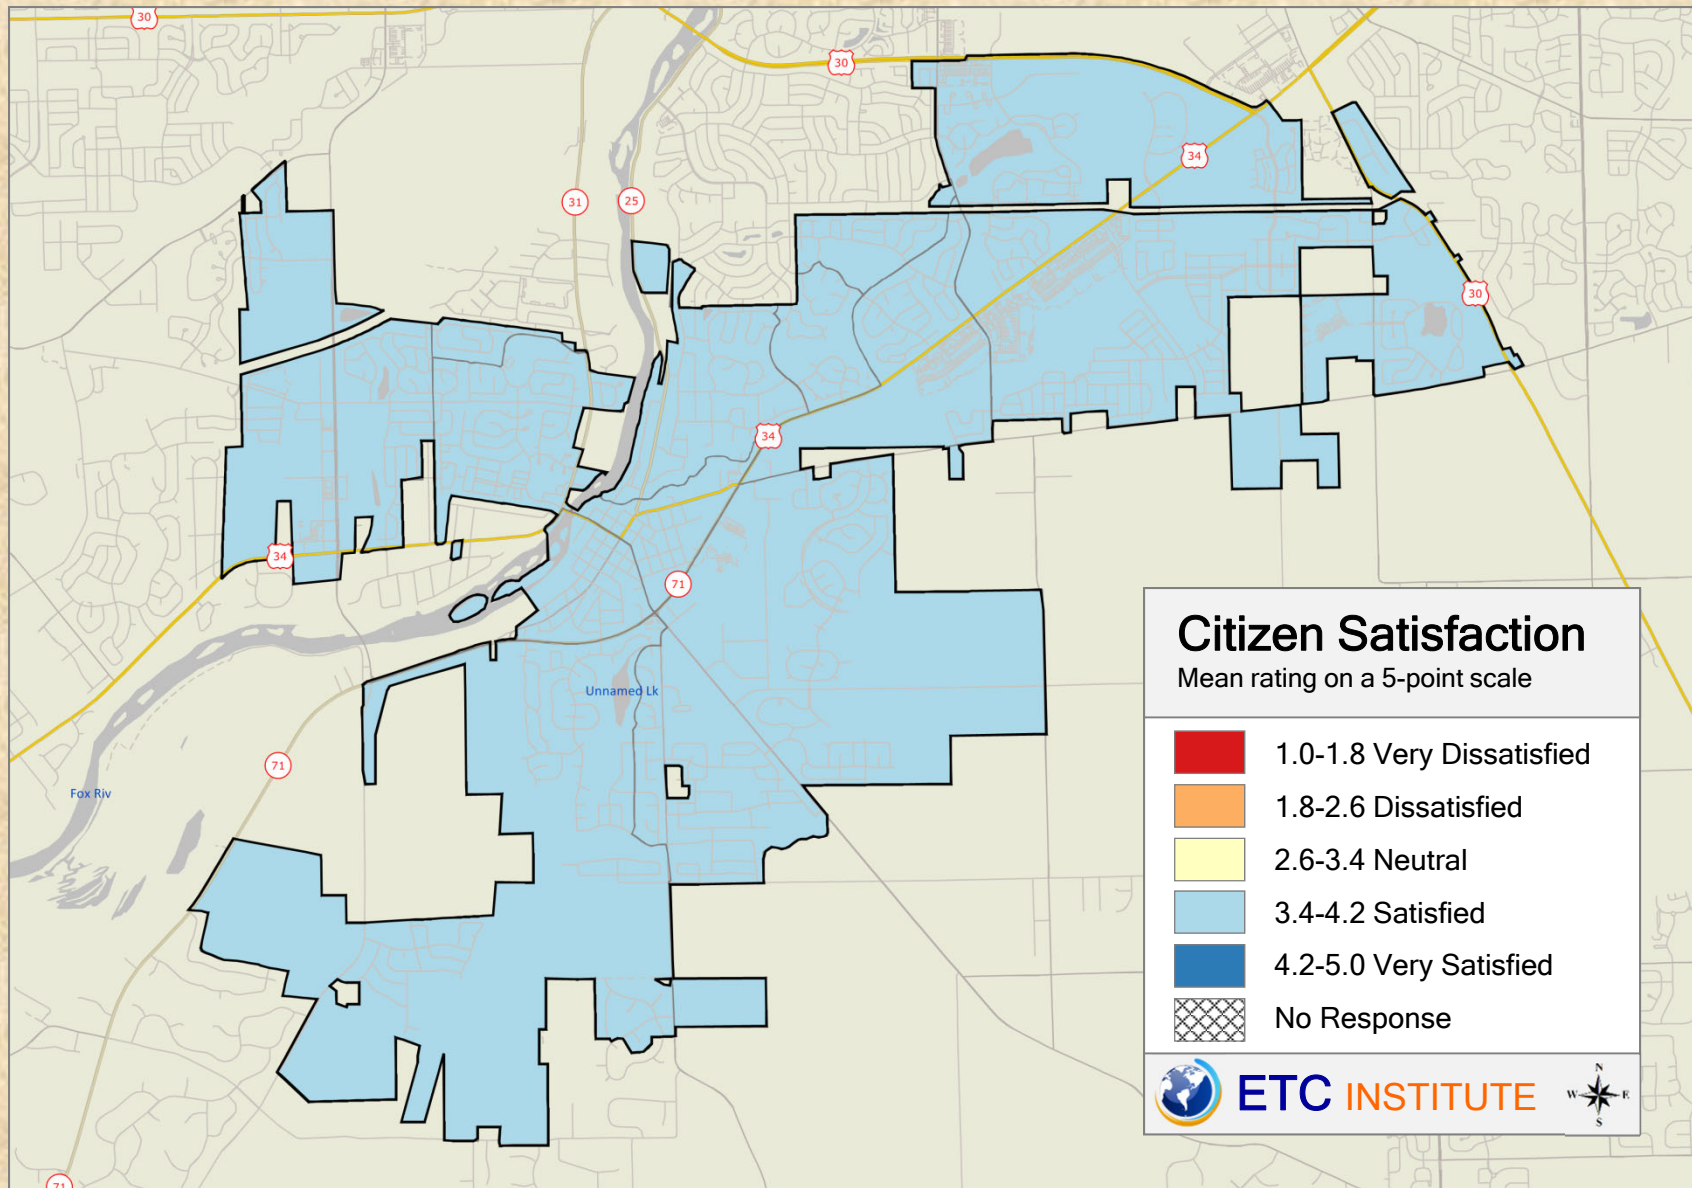 30
30
34
31
25
30
34
34
71
Unnamed Lk
71
Fox Riv
71
Citizen Satisfaction
Mean rating on a 5-point scale
1.0-1.8 Very Dissatisfied
1.8-2.6 Dissatisfied
2.6-3.4 Neutral
3.4-4.2 Satisfied
4.2-5.0 Very Satisfied
No Response
ETC INSTITUTE
N
W E
S